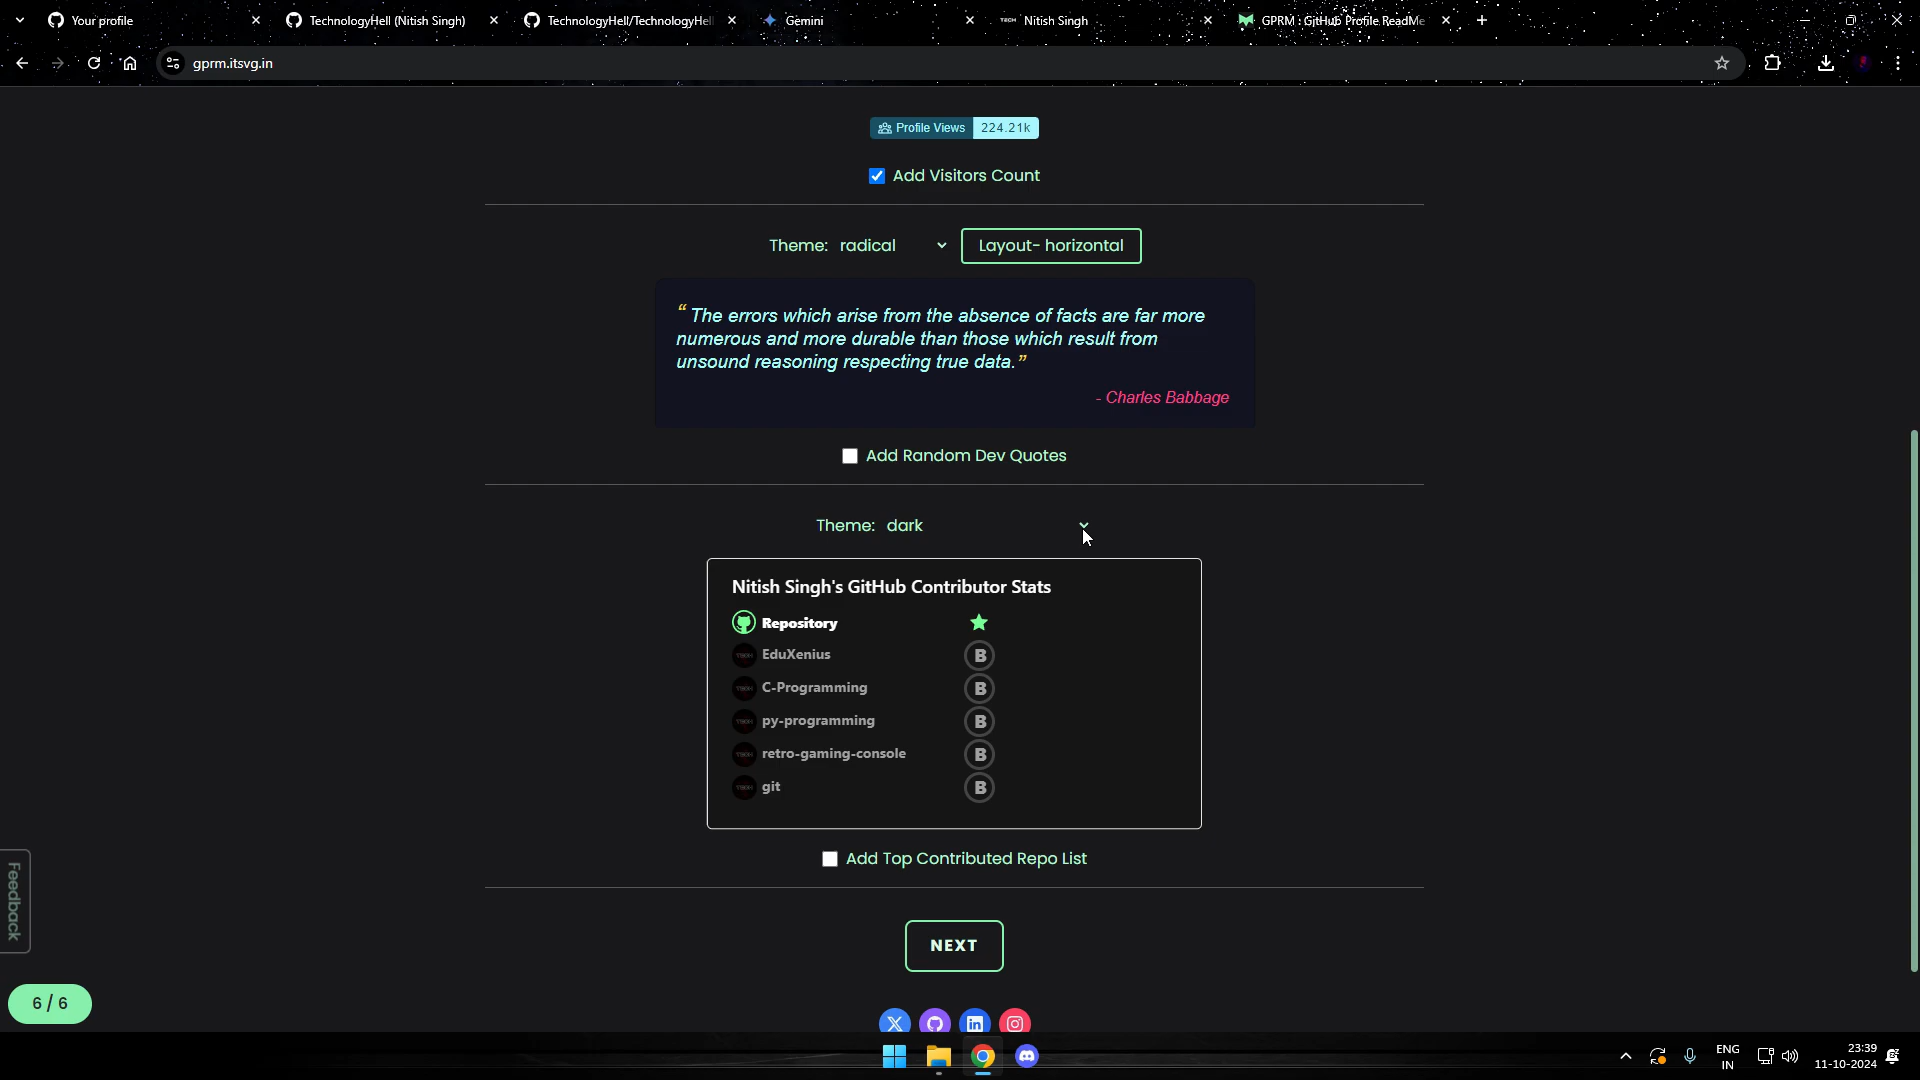 Your profile
TechnologyHell (Nitish Singh)
TechnologyHell/TechnologyHell
Gemini
TECH Nitish Singh
GPRM : GitHub Profile ReadMe
gprm.itsvg.in
Profile Views 224.21k
Add Visitors Count
Theme: radical
Layout- horizontal
“ The errors which arise from the absence of facts are far more
numerous and more durable than those which result from
unsound reasoning respecting true data.”
- Charles Babbage
Add Random Dev Quotes
Theme: dark
Nitish Singh's GitHub Contributor Stats
Repository
EduXenius B
C-Programming B
py-programming B
retro-gaming-console B
git B
Add Top Contributed Repo List
NEXT
Feedback
6 / 6
ENG
IN
23:39
11-10-2024